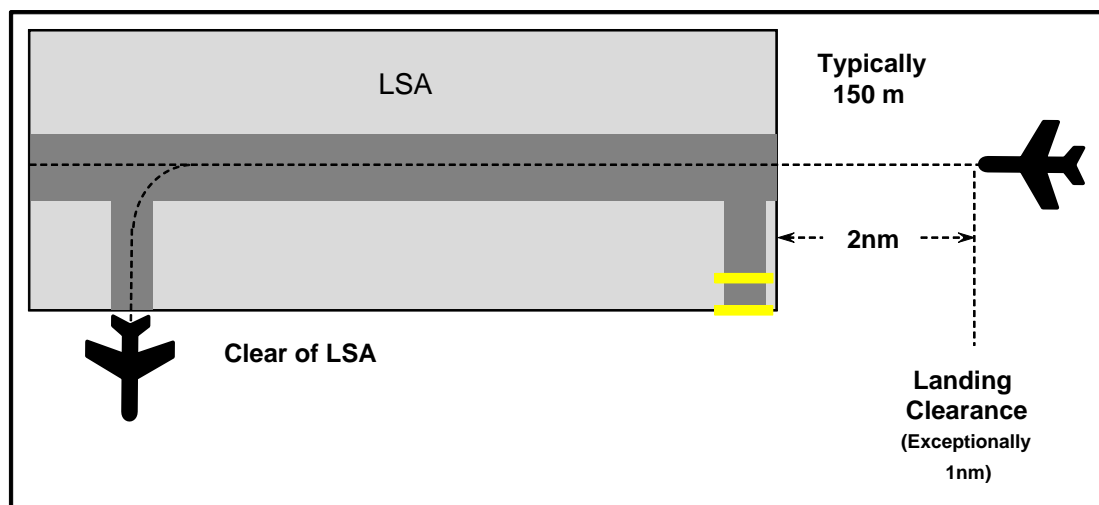 LSA
Typically
150 m
2nm
Clear of LSA
Landing
Clearance
(Exceptionally
1nm)